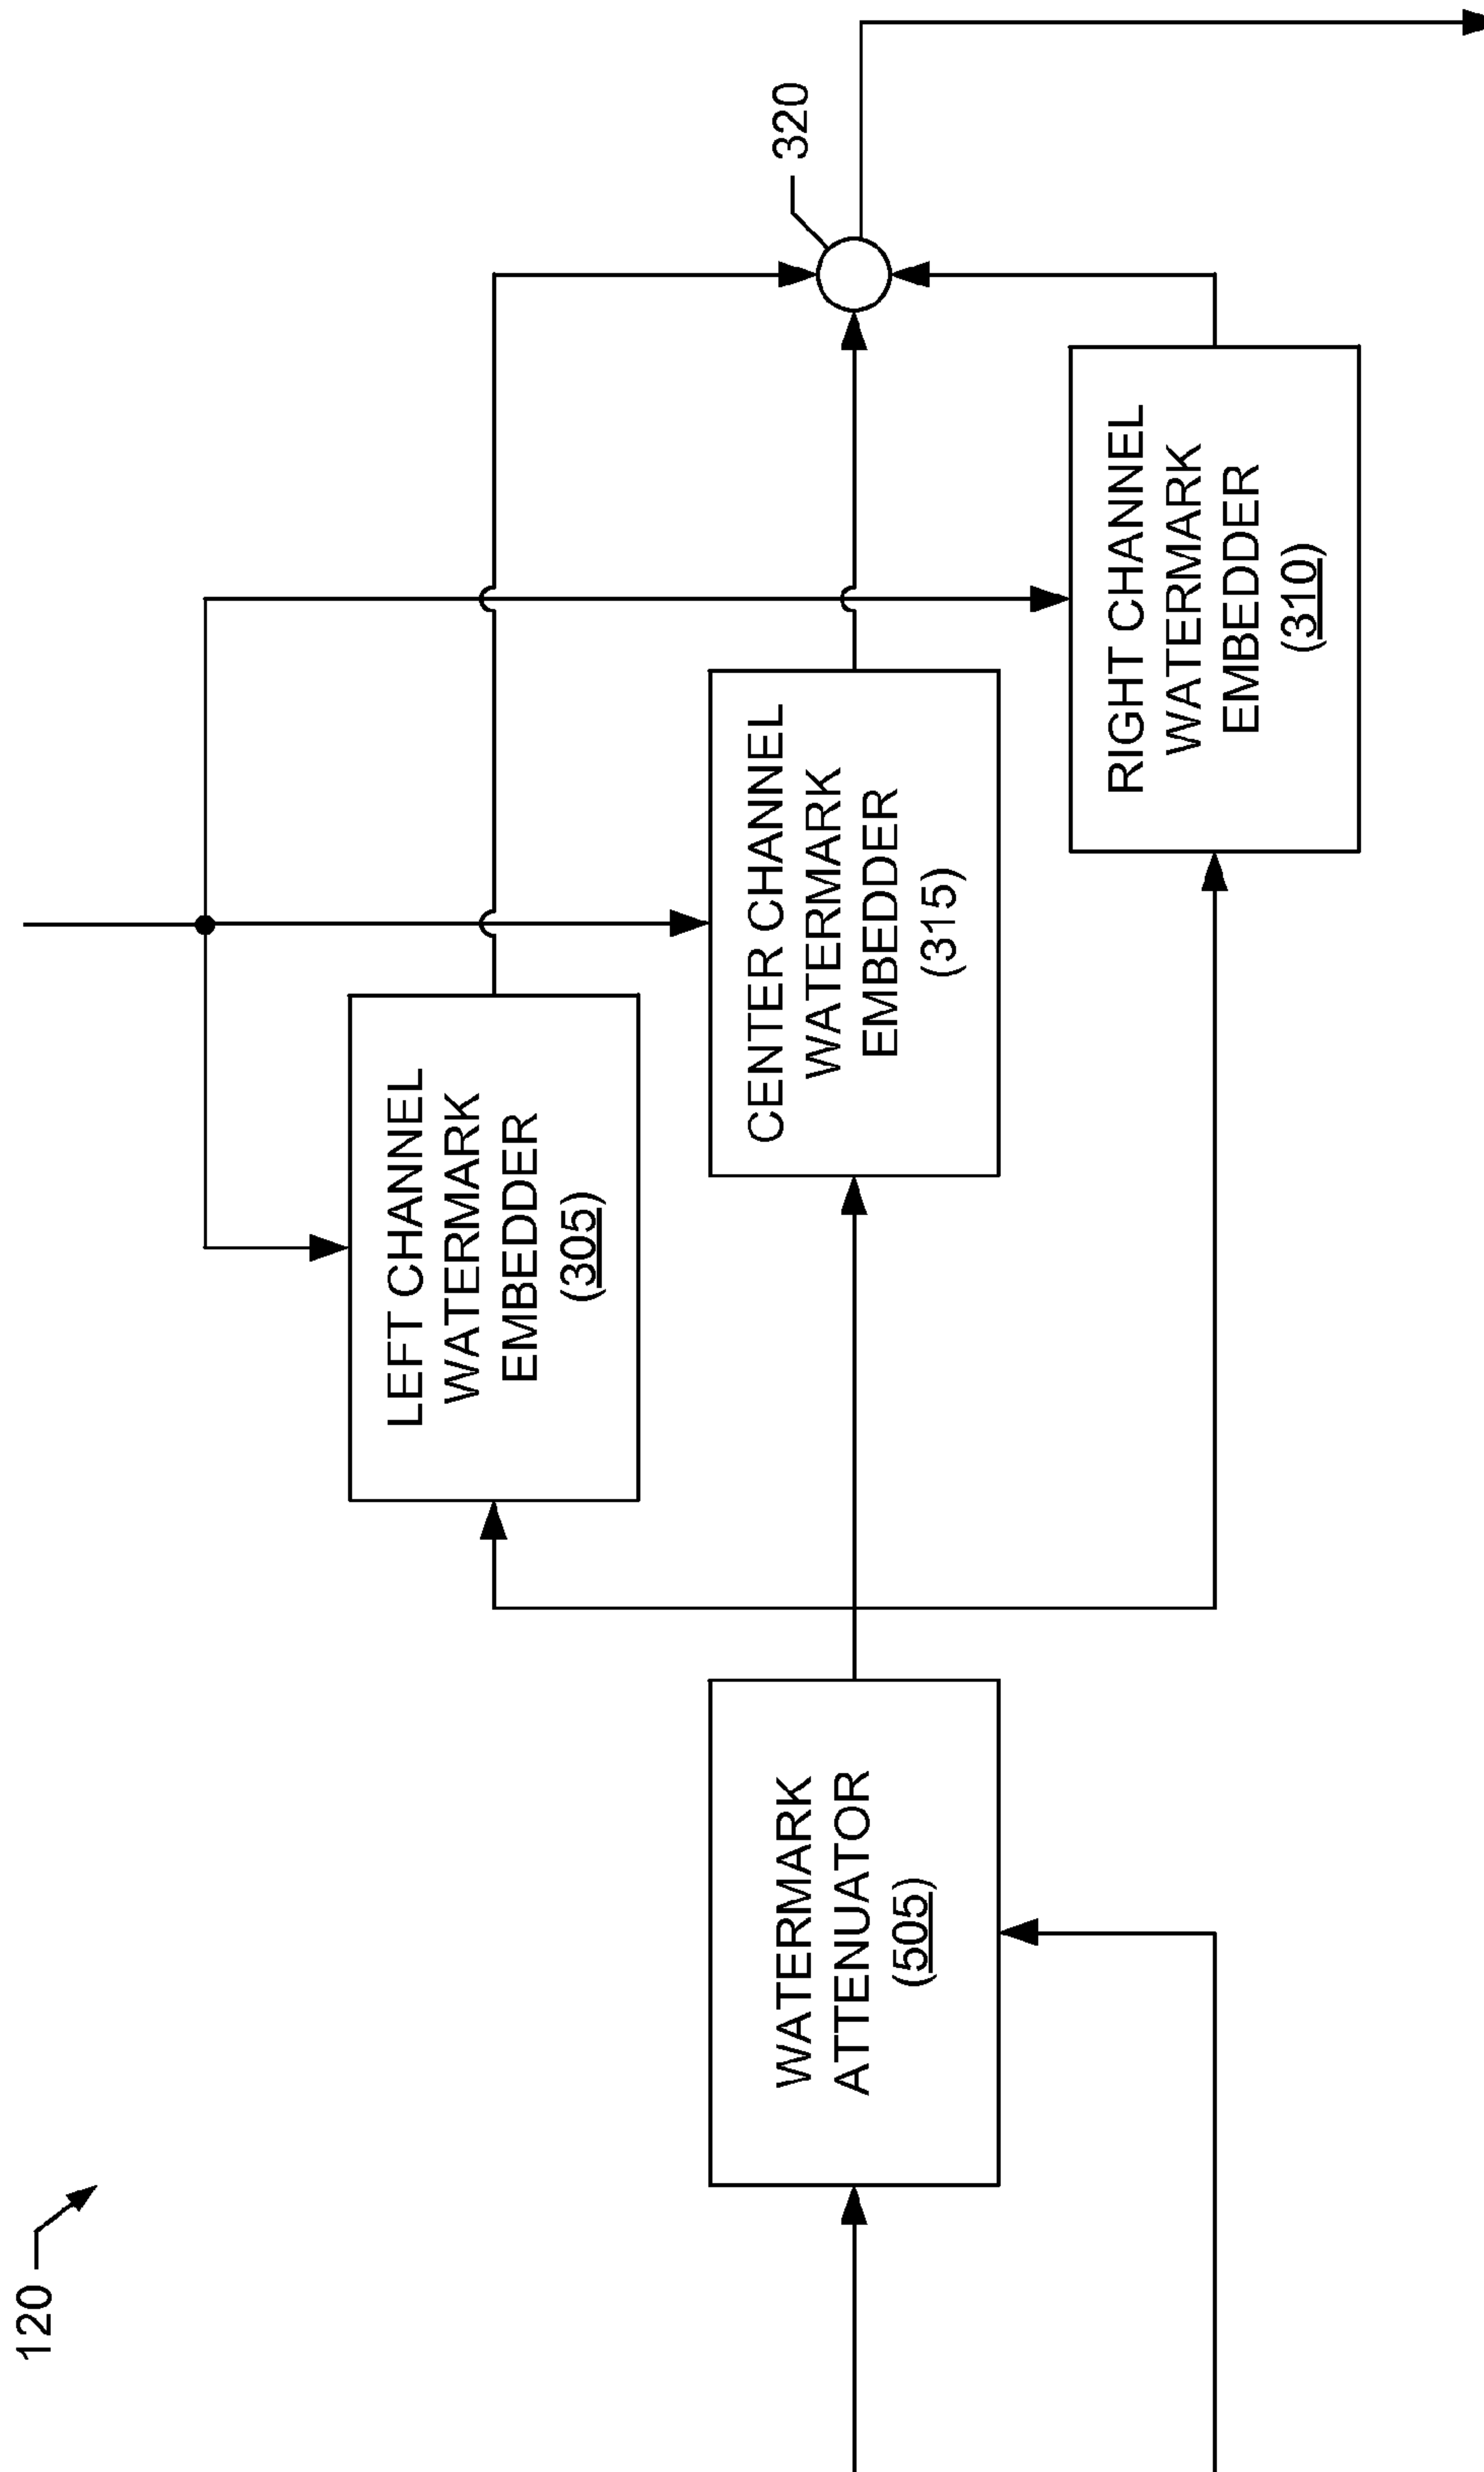 120
LEFT CHANNEL
WATERMARK
EMBEDDER
(305)
320
WATERMARK
ATTENUATOR
(505)
CENTER CHANNEL
WATERMARK
EMBEDDER
(315)
RIGHT CHANNEL
WATERMARK
EMBEDDER
(310)